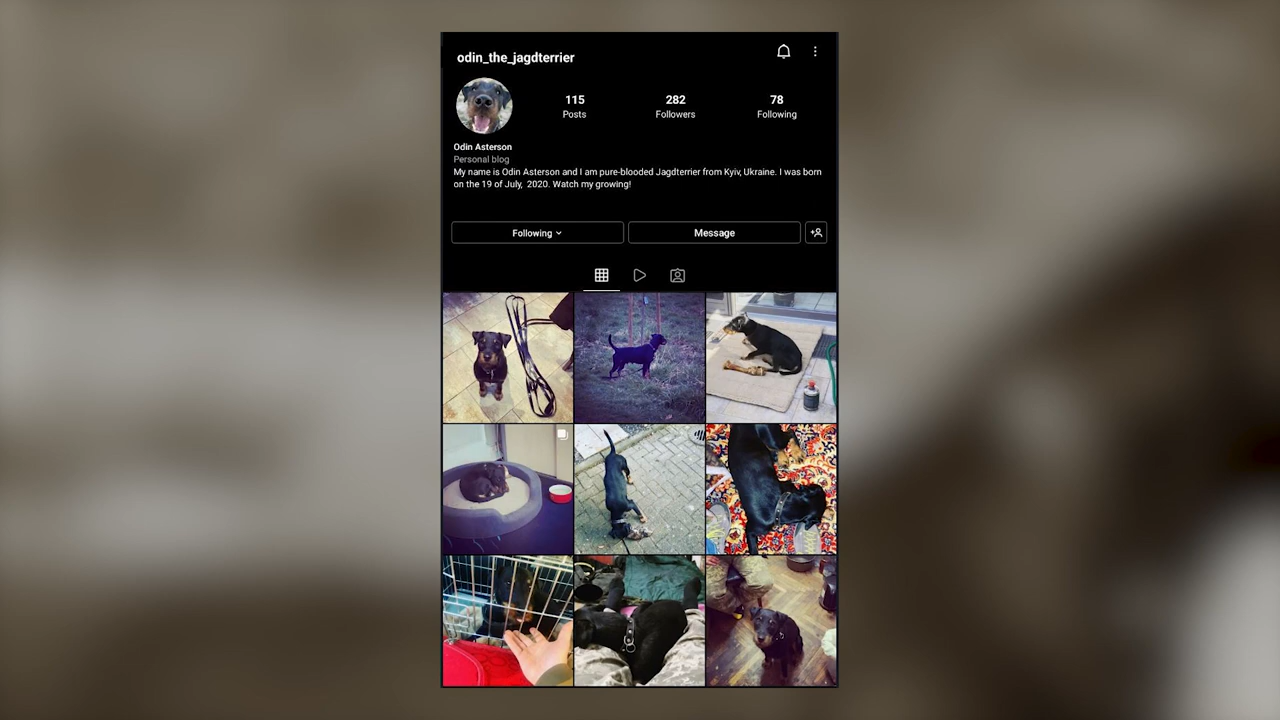 odin_the_jagdterrier
115
282
78
Posts
Followers
Following
Odin Asterson
Personal blog
My name is Odin Asterson and I am pure-blooded Jagdterrier from Kyiv, Ukraine. I was born
on the 19 of July, 2020. Watch my growing!
Following
Message